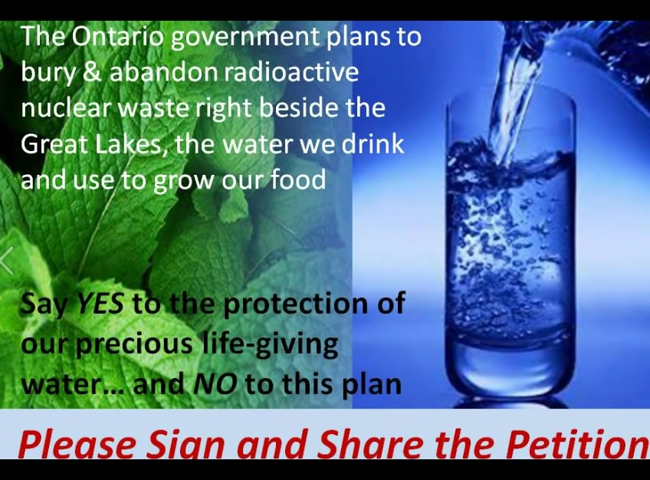 The Ontario government plans to
bury & abandon radioactive
nuclear waste right beside the
Great Lakes, the water we drink
and use to grow our food
Say YES to the protection of
our precious life-giving
water... and NO to this plan
Please Sign and Share the Petition